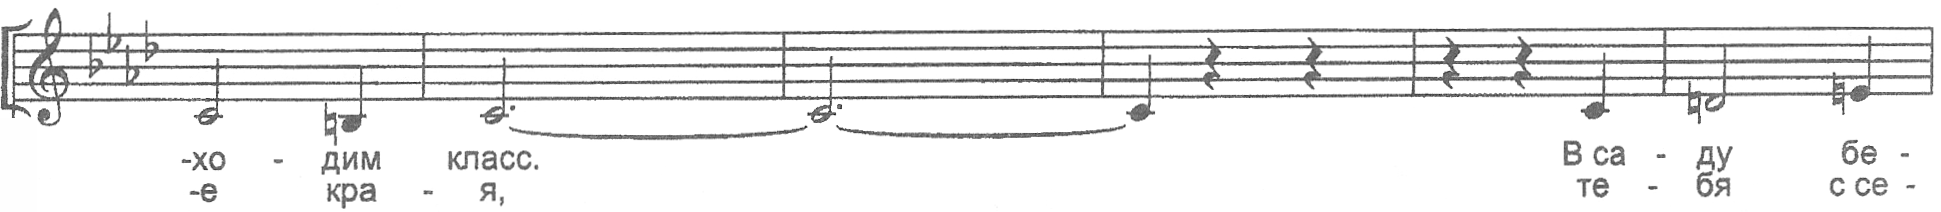 -хо - дим класс. В са - ду бе -
-е кра - я, те - бя с се -